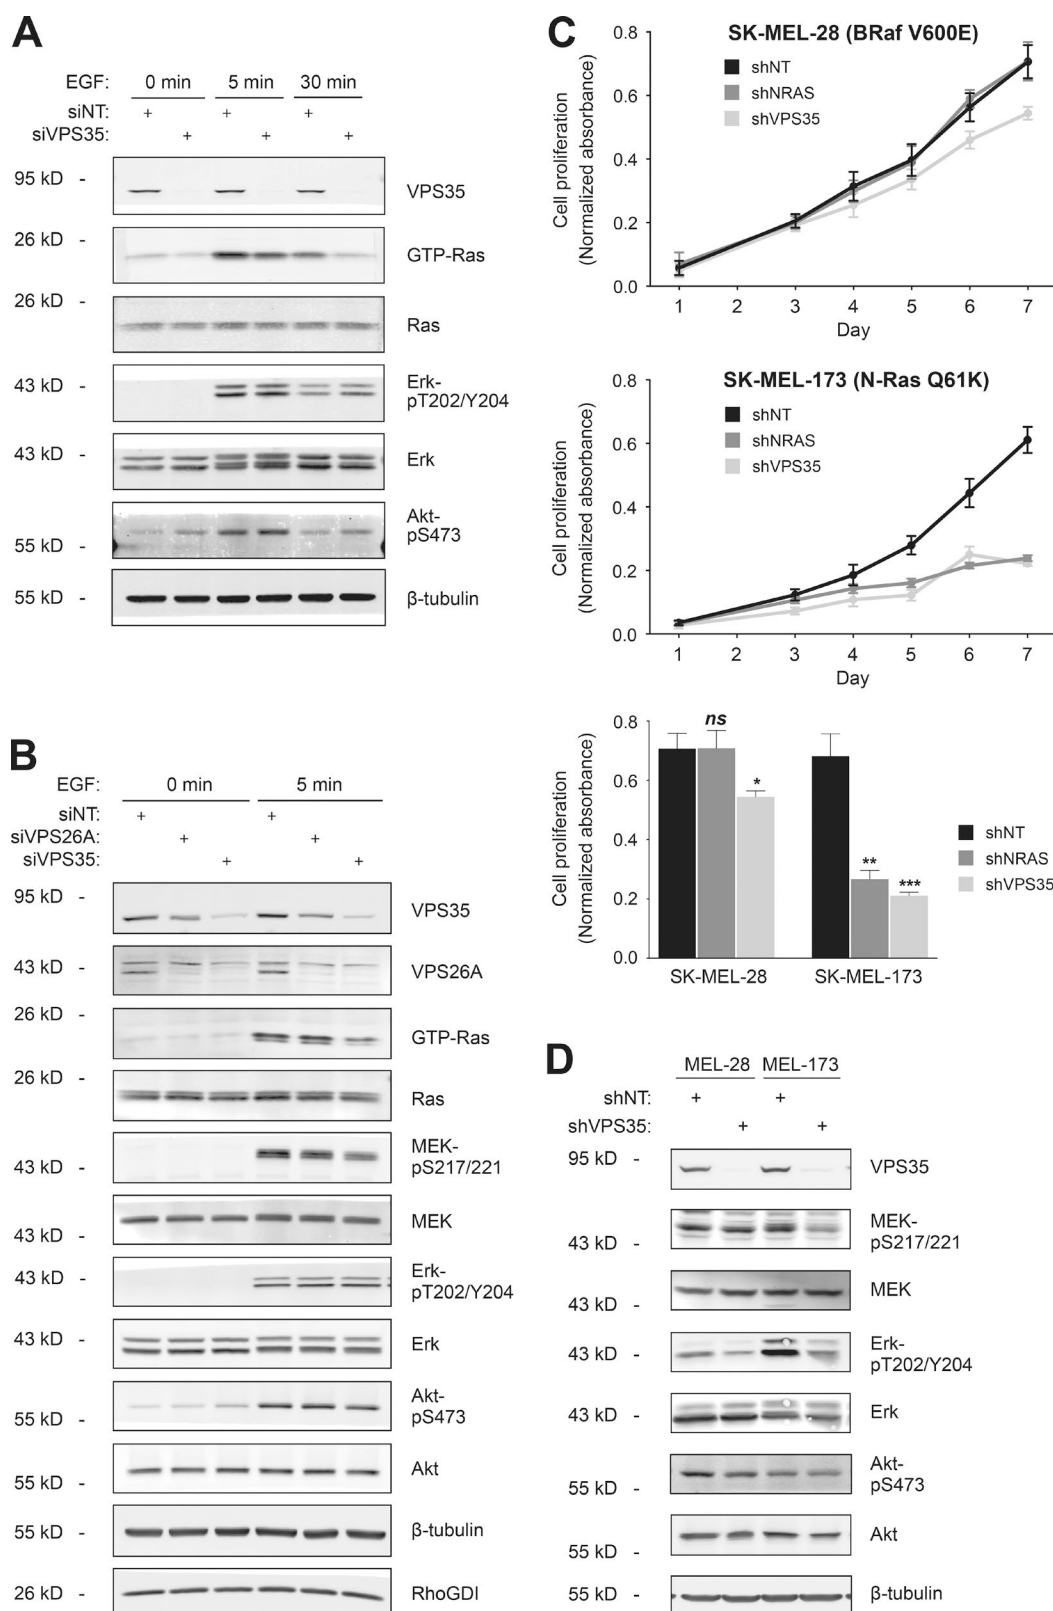 A
EGF: 0 min 5 min 30 min
siNT: + + +
siVPS35: + + +
95 kD - VPS35
26 kD - GTP-Ras
26 kD - Ras
43 kD - Erk-
pT202/Y204
43 kD - Erk
Akt-
pS473
55 kD -
55 kD - β-tubulin
B
EGF: 0 min 5 min
siNT: + +
siVPS26A: + +
siVPS35: + +
95 kD - VPS35
43 kD - VPS26A
26 kD - GTP-Ras
26 kD - Ras
MEK-
pS217/221
43 kD -
MEK
43 kD -
Erk-
pT202/Y204
43 kD -
43 kD - Erk
Akt-
pS473
55 kD -
Akt
55 kD -
55 kD - β-tubulin
26 kD - RhoGDI
C
SK-MEL-28 (BRaf V600E)
shNT
shNRAS
shVPS35
Cell proliferation
(Normalized absorbance)
0.8
0.6
0.4
0.2
0.0
1 2 3 4 5 6 7
Day
SK-MEL-173 (N-Ras Q61K)
shNT
shNRAS
shVPS35
Cell proliferation
(Normalized absorbance)
0.8
0.6
0.4
0.2
0.0
1 2 3 4 5 6 7
Day
Cell proliferation
(Normalized absorbance)
0.8
0.6
0.4
0.2
0.0
ns
*
**
***
shNT
shNRAS
shVPS35
SK-MEL-28 SK-MEL-173
D
MEL-28 MEL-173
shNT: + +
shVPS35: + +
95 kD - VPS35
MEK-
pS217/221
43 kD -
MEK
43 kD -
Erk-
pT202/Y204
43 kD -
43 kD - Erk
Akt-
pS473
55 kD -
Akt
55 kD -
55 kD - β-tubulin